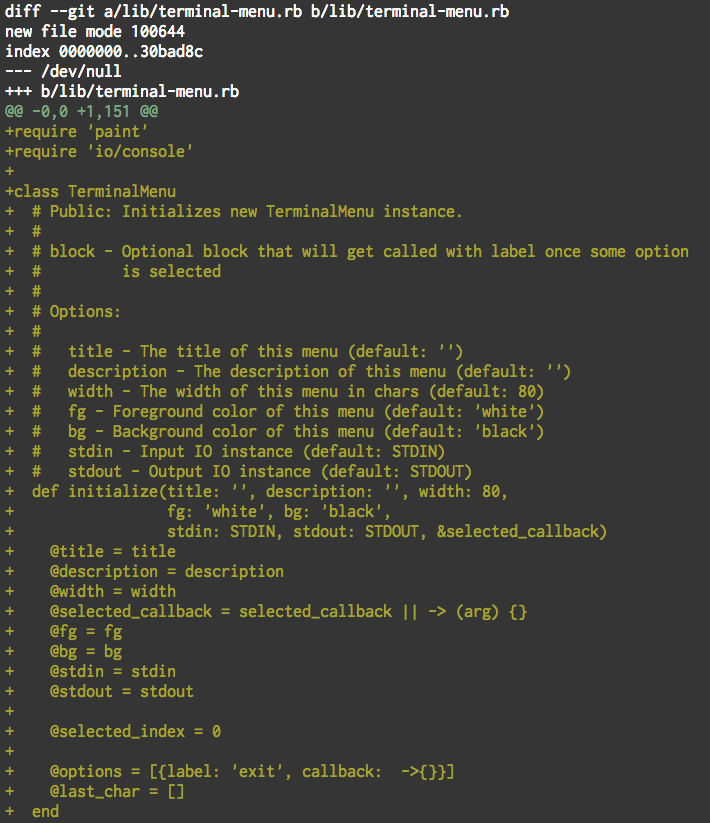 diff --git a/lib/terminal-menu.rb b/lib/terminal-menu.rb
new file mode 100644
index 0000000..30bad8c
--- /dev/null
+++ b/lib/terminal-menu.rb
@@ -0,0 +1,151 @@
+require 'paint'
+require 'io/console'
+
+class TerminalMenu
+  # Public: Initializes new TerminalMenu instance.
+  #
+  # block - Optional block that will get called with label once some option
+  #         is selected
+  #
+  # Options:
+  #
+  #   title - The title of this menu (default: '')
+  #   description - The description of this menu (default: '')
+  #   width - The width of this menu in chars (default: 80)
+  #   fg - Foreground color of this menu (default: 'white')
+  #   bg - Background color of this menu (default: 'black')
+  #   stdin - Input IO instance (default: STDIN)
+  #   stdout - Output IO instance (default: STDOUT)
+  def initialize(title: '', description: '', width: 80,
+                 fg: 'white', bg: 'black',
+                 stdin: STDIN, stdout: STDOUT, &selected_callback)
+    @title = title
+    @description = description
+    @width = width
+    @selected_callback = selected_callback || -> (arg) {}
+    @fg = fg
+    @bg = bg
+    @stdin = stdin
+    @stdout = stdout
+
+    @selected_index = 0
+
+    @options = [{label: 'exit', callback:  ->{}}]
+    @last_char = []
+  end